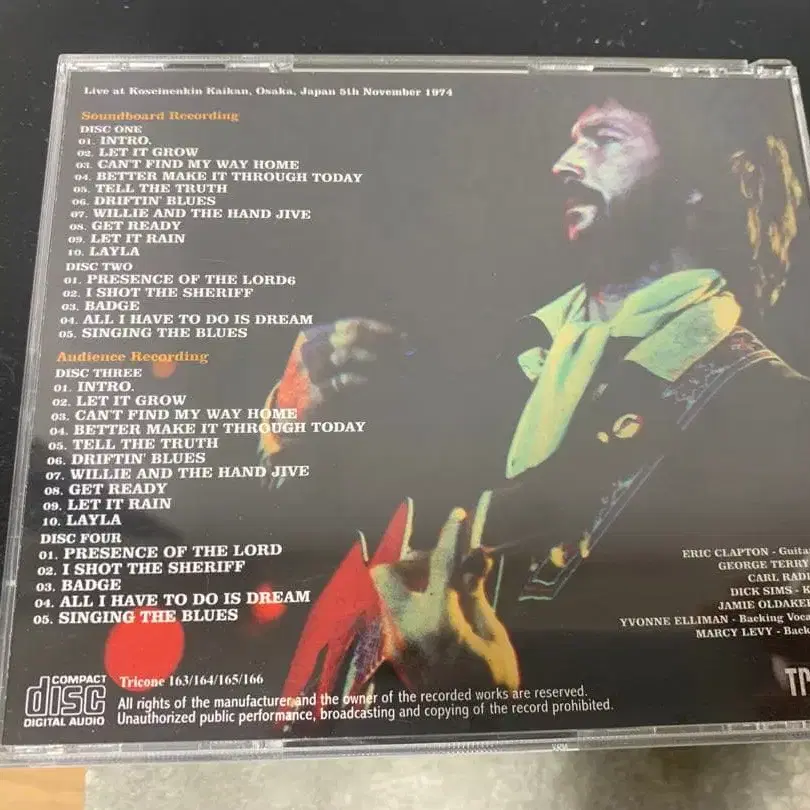 Live at Koseinenkin Kaikan, Osaka, Japan 5th November 1974
Soundboard Recording
DISC ONE
01. INTRO.
02. LET IT GROW
03. CAN'T FIND MY WAY HOME
04. BETTER MAKE IT THROUGH TODAY
05. TELL THE TRUTH
06. DRIFTIN' BLUES
07. WILLIE AND THE HAND JIVE
08. GET READY
09. LET IT RAIN
10. LAYLA
DISC TWO
01. PRESENCE OF THE LORD6
02. I SHOT THE SHERIFF
03. BADGE
04. ALL I HAVE TO DO IS DREAM
05. SINGING THE BLUES
Audience Recording
DISC THREE
01. INTRO.
02. LET IT GROW
03. CAN'T FIND MY WAY HOME
04. BETTER MAKE IT THROUGH TODAY
05. TELL THE TRUTH
06. DRIFTIN' BLUES
07. WILLIE AND THE HAND JIVE
08. GET READY
09. LET IT RAIN
10. LAYLA
DISC FOUR
01. PRESENCE OF THE LORD
02. I SHOT THE SHERIFF
03. BADGE
04. ALL I HAVE TO DO IS DREAM
05. SINGING THE BLUES
ERIC CLAPTON - Guita
GEORGE TERRY
CARL RADL
DICK SIMS - K
JAMIE OLDAKER
YVONNE ELLIMAN - Backing Voca
MARCY LEVY - Back
COMPACT
disc
DIGITAL AUDIO
Tricone 163/164/165/166
All rights of the manufacturer and the owner of the recorded works are reserved.
Unauthorized public performance, broadcasting and copying of the record prohibited.